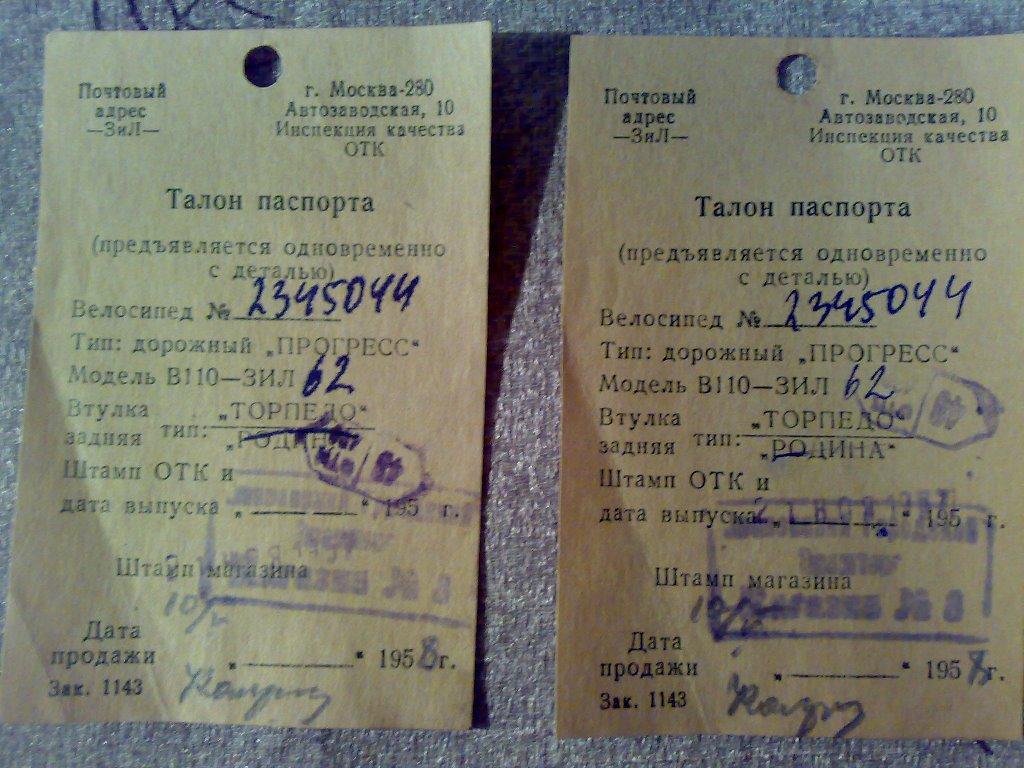 Почтовый
адрес
—ЗиЛ—
г. Москва-280
Автозаводская, 10
Инспекция качества
ОТК
Талон паспорта
(предъявляется одновременно
с деталью)
Велосипед № 2345044
Тип: дорожный „ПРОГРЕСС“
Модель В110—ЗИЛ 62
Втулка
задняя
тип:
„ТОРПЕДО“
„РОДИНА“
Штамп ОТК и
дата выпуска „ “ 195 г.
Штамп магазина
Дата
продажи „ “ 1958г.
Зак. 1143
Почтовый
адрес
—ЗиЛ—
г. Москва-280
Автозаводская, 10
Инспекция качества
ОТК
Талон паспорта
(предъявляется одновременно
с деталью)
Велосипед № 2345044
Тип: дорожный „ПРОГРЕСС“
Модель В110—ЗИЛ 62
Втулка
задняя
тип:
„ТОРПЕДО“
„РОДИНА“
Штамп ОТК и
дата выпуска „ “ 195 г.
Штамп магазина
Дата
продажи „ “ 1958г.
Зак. 1143